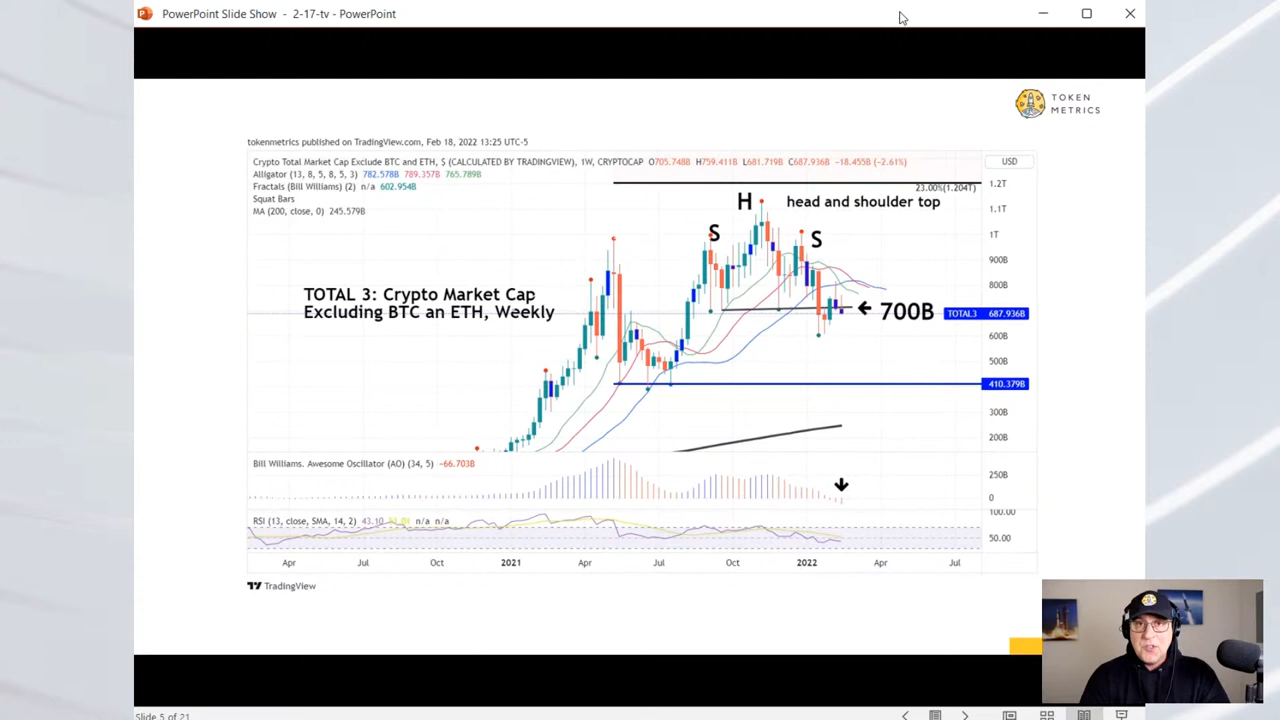 PowerPoint Slide Show - 2-17-tv - PowerPoint
TOKEN
METRICS
tokenmetrics published on TradingView.com, Feb 18, 2022 13:25 UTC-5
Crypto Total Market Cap Exclude BTC and ETH, $ (CALCULATED BY TRADINGVIEW), 1W, CRYPTOCAP O705.748B H759.411B L681.719B C687.936B −18.455B (−2.61%)
USD
Alligator (13, 8, 5, 8, 5, 3) 782.578B 789.357B 765.789B
Fractals (Bill Williams) (2) n/a 602.954B
Squat Bars
MA (200, close, 0) 245.579B
23.00%(1.204T)
1.2T
H
head and shoulder top
1.1T
S
S
1T
900B
800B
TOTAL 3: Crypto Market Cap
Excluding BTC an ETH, Weekly
700B
TOTAL3 687.936B
600B
500B
410.379B
300B
200B
Bill Williams. Awesome Oscillator (AO) (34, 5) −66.703B
250B
0
RSI (13, close, SMA, 14, 2) 43.10 n/a n/a
100.00
50.00
Apr Jul Oct 2021 Apr Jul Oct 2022 Apr Jul
TradingView
Slide 5 of 21